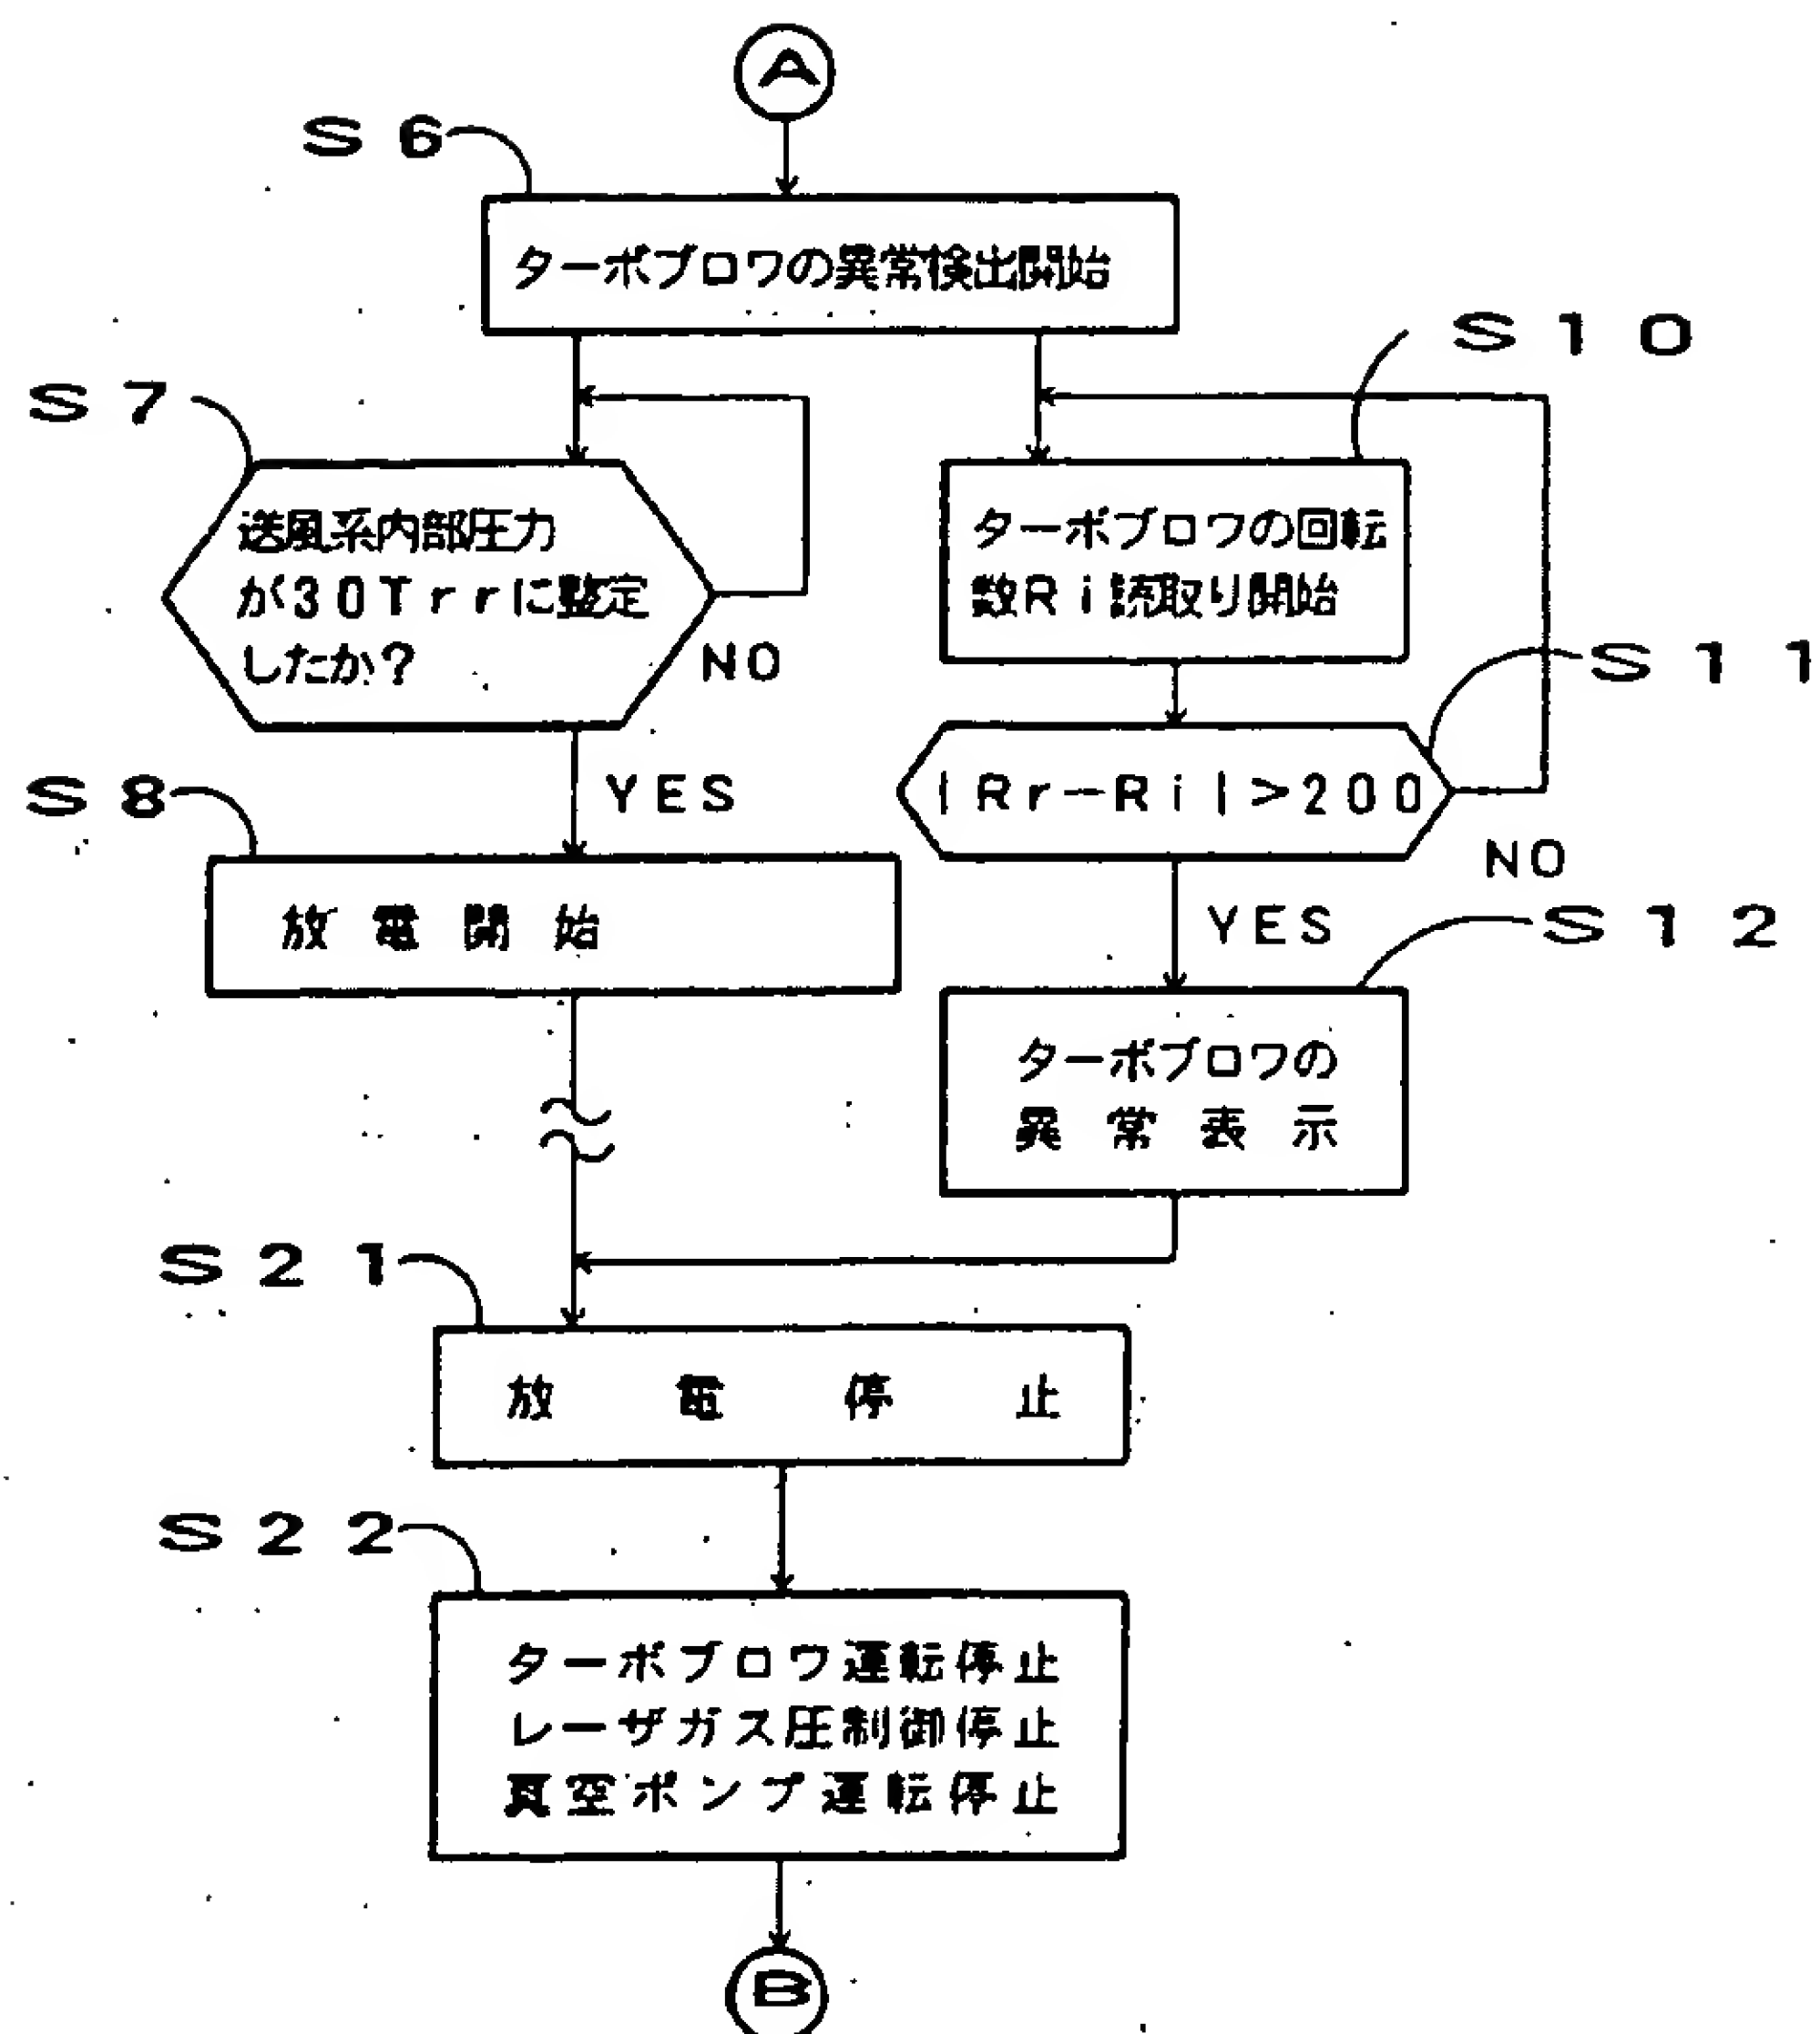 A
S6
ターボブロワの異常検出開始
S10
S7
送風系内部圧力
が30Trrに整定
したか?
NO
ターボブロワの回転
数Ri読取り開始
S11
|Rr-Ri|>200
NO
YES
S8
放電開始
YES
S12
ターボブロワの
異常表示
S21
放電停止
S22
ターボブロワ運転停止
レーザガス圧制御停止
真空ポンプ運転停止
B